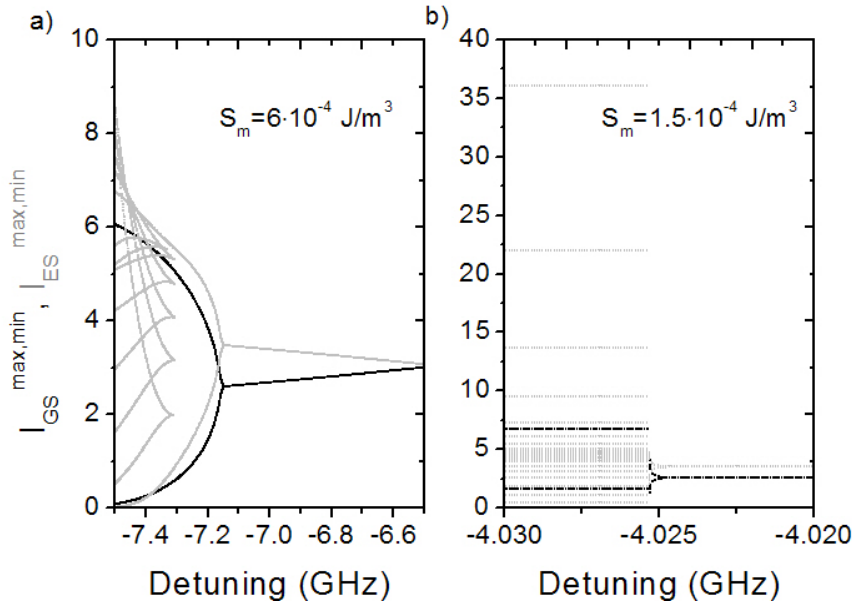 a)
b)
I_GS^max,min, I_ES^max,min
10
8
6
4
2
0
S_m=6·10^-4 J/m^3
-7.4 -7.2 -7.0 -6.8 -6.6
Detuning (GHz)
40
35
30
25
20
15
10
5
0
S_m=1.5·10^-4 J/m^3
-4.030 -4.025 -4.020
Detuning (GHz)